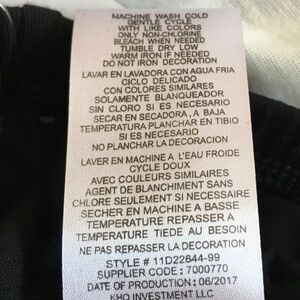 MACHINE WASH COLD
GENTLE CYCLE
WITH LIKE COLORS
ONLY NON-CHLORINE
BLEACH WHEN NEEDED
TUMBLE DRY LOW
WARM IRON IF NEEDED
DO NOT IRON DECORATION
LAVAR EN LAVADORA CON AGUA FRIA
CICLO DELICADO
CON COLORES SIMILARES
SOLAMENTE BLANQUEADOR
SIN CLORO SI ES NECESARIO
SECAR EN SECADORA, A BAJA
TEMPERATURA PLANCHAR EN TIBIO
SI ES NECESARIO
NO PLANCHAR LA DECORACION
LAVER EN MACHINE A L'EAU FROIDE
CYCLE DOUX
AVEC COULEURS SIMILAIRES
AGENT DE BLANCHIMENT SANS
CHLORE SEULEMENT SI NECESSAIRE
SECHER EN MACHINE A BASSE
TEMPERATURE REPASSER A
TEMPERATURE TIEDE AU BESOIN
NE PAS REPASSER LA DECORATION
STYLE # 11D22644-99
SUPPLIER CODE: 7000770
DATE OF PRODUCTION: 06/2017
KHQ INVESTMENT LLC